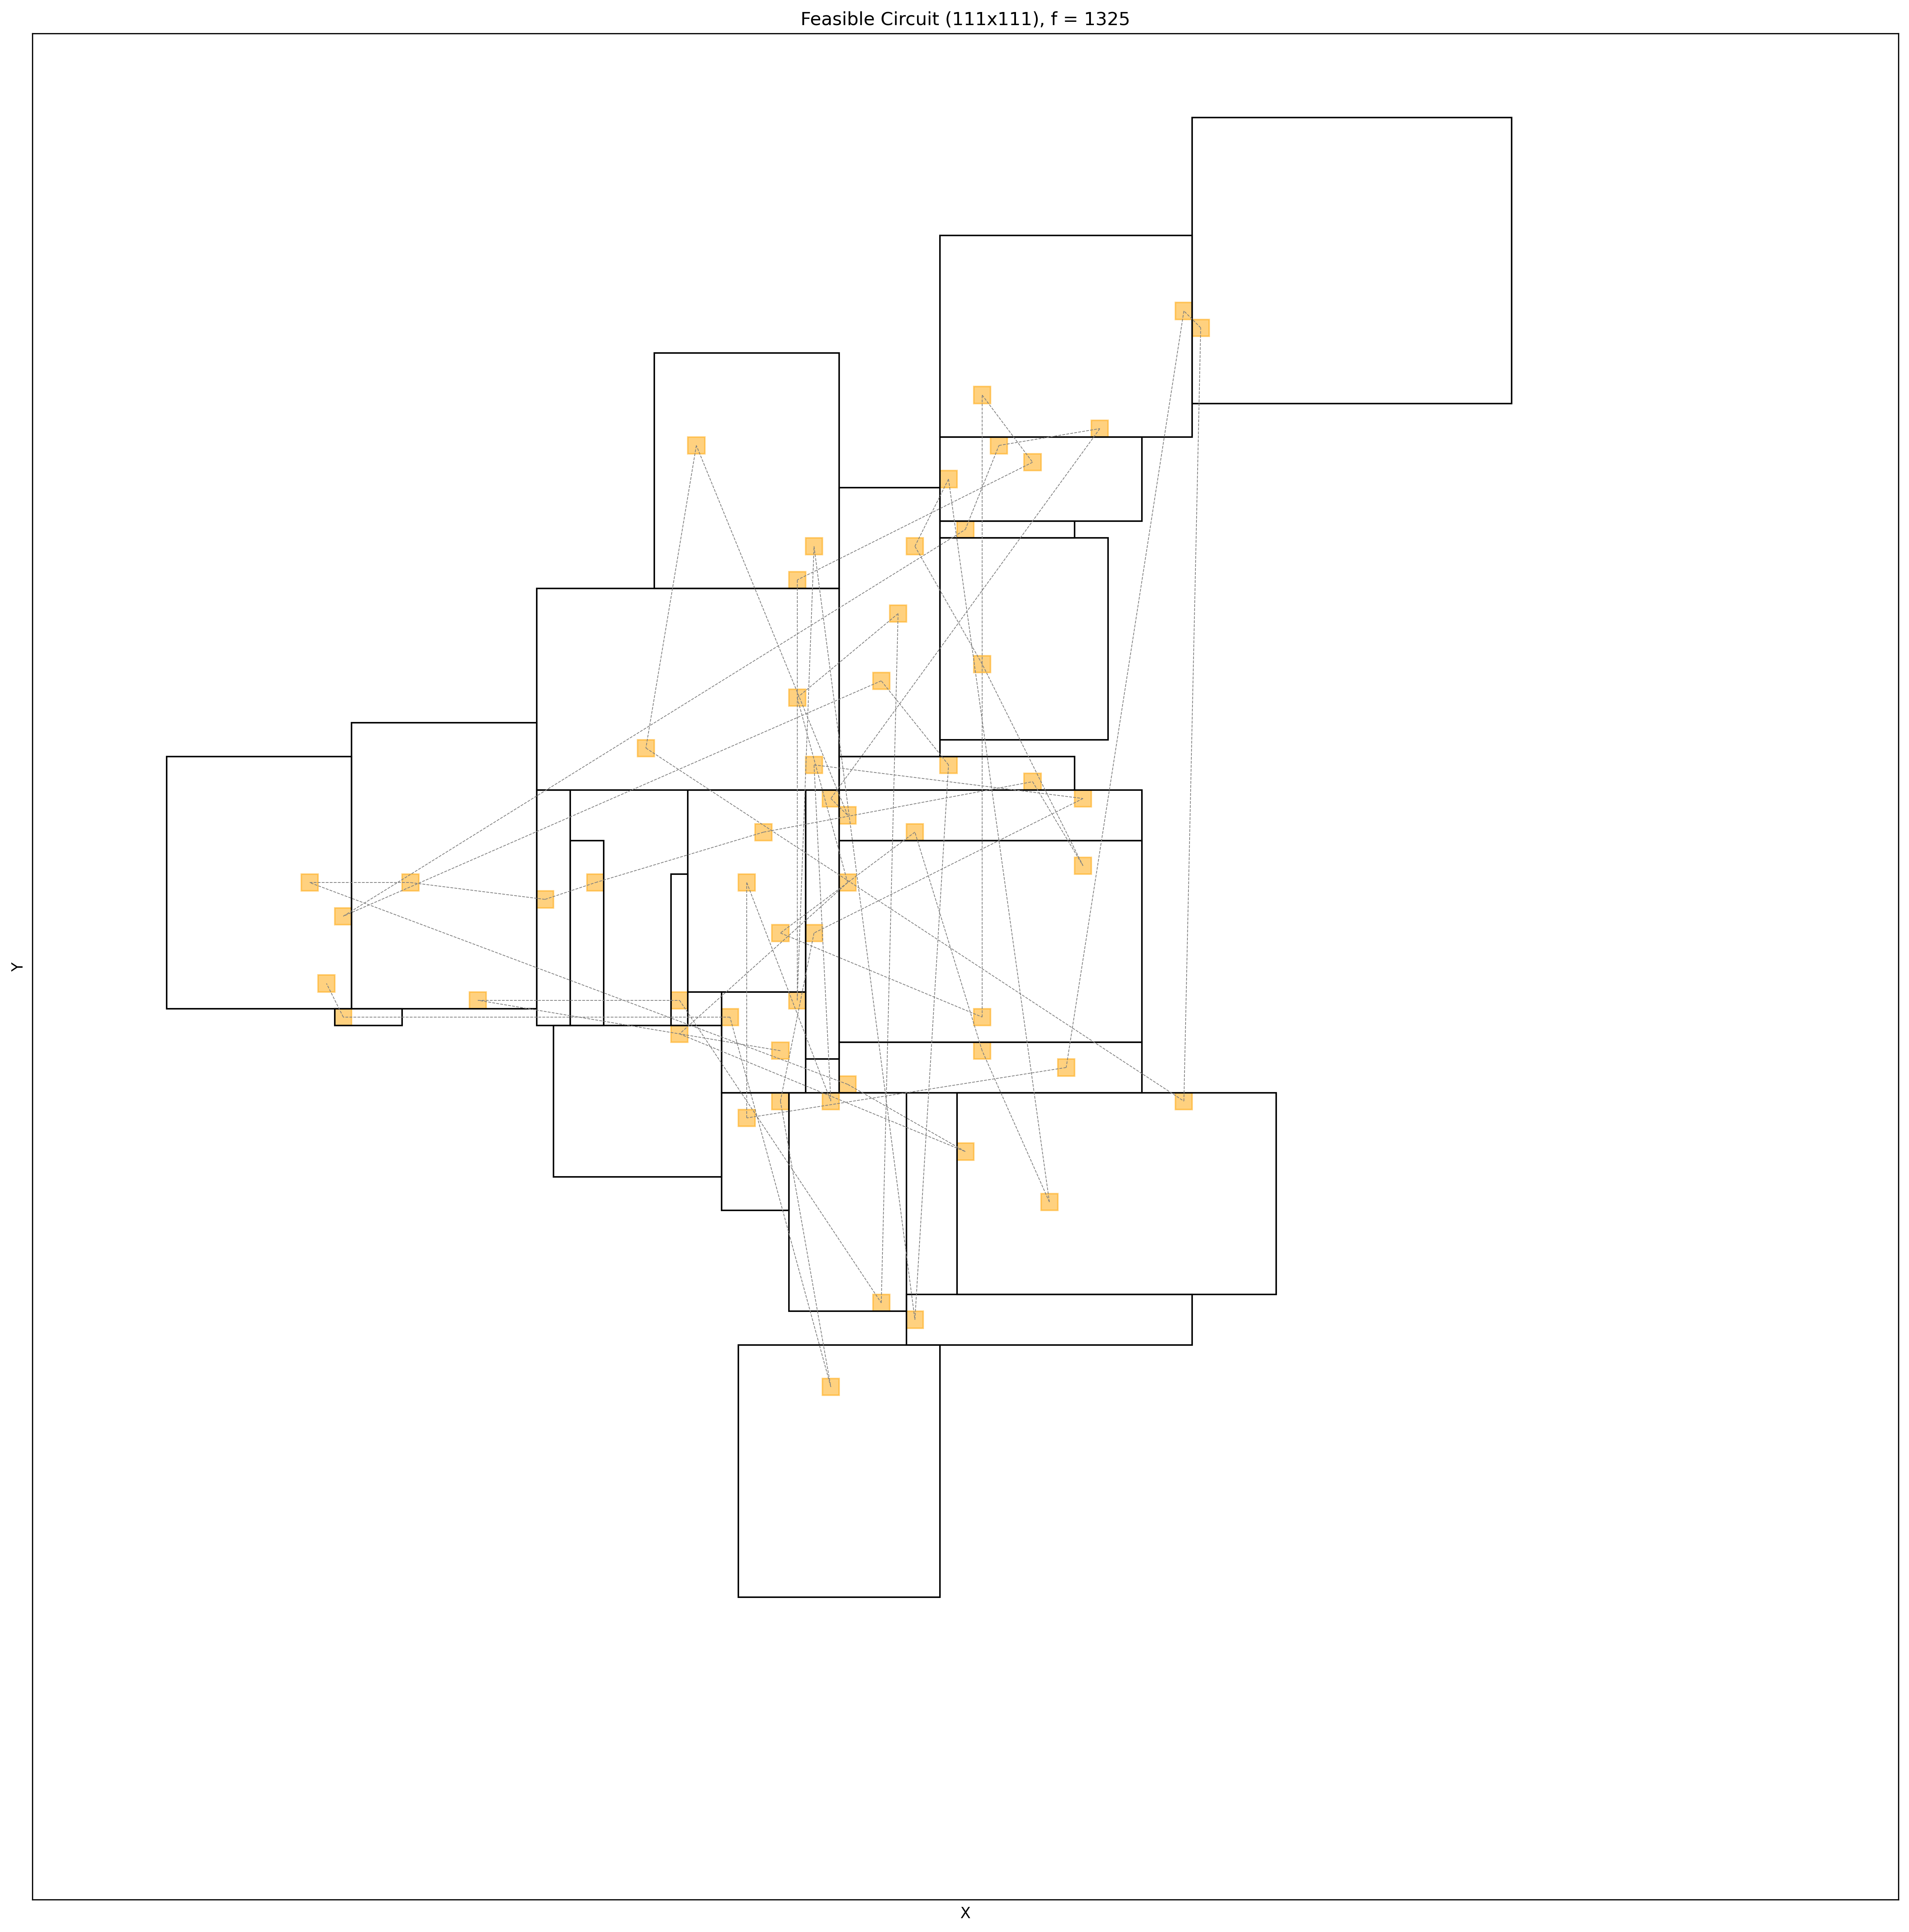 Feasible Circuit (111x111), f = 1325
Y
X